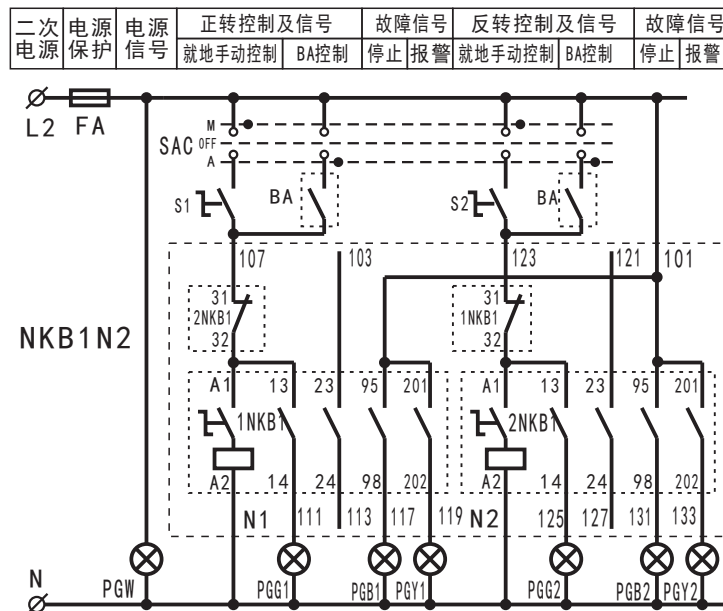 二次电源 电源保护 电源信号 正转控制及信号 故障信号 反转控制及信号 故障信号
就地手动控制 BA控制 停止 报警 就地手动控制 BA控制 停止 报警
L2 FA
M
SAC OFF
A
S1 BA S2 BA
107 103 123 121 101
31 31
2NKB1 1NKB1
32 32
NKB1N2
A1 13 23 95 201 A1 13 23 95 201
1NKB1 2NKB1
A2 14 24 98 202 A2 14 24 98 202
N1 111 113 117 119 N2 125 127 131 133
N
PGW PGG1 PGB1 PGY1 PGG2 PGB2 PGY2